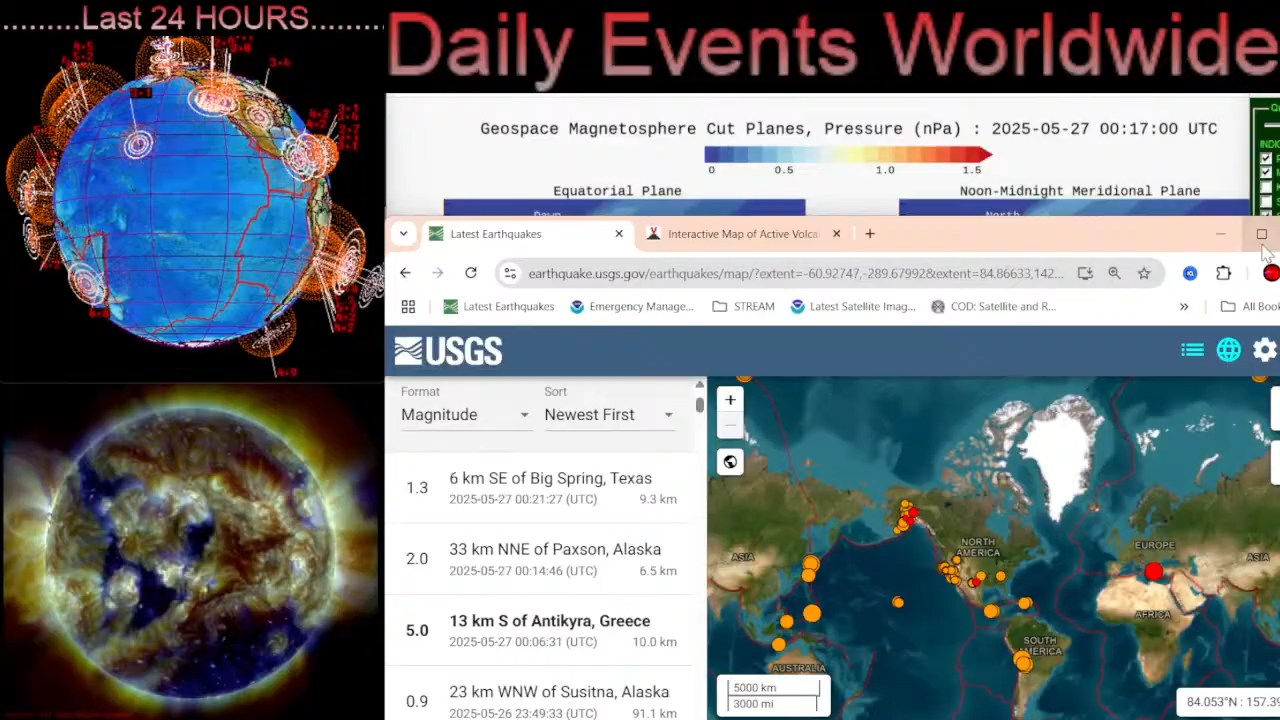 .........Last 24 HOURS.........
Daily Events Worldwide
Geospace Magnetosphere Cut Planes, Pressure (nPa) : 2025-05-27 00:17:00 UTC
0 0.5 1.0 1.5
Equatorial Plane
Noon-Midnight Meridional Plane
Dawn
North
Latest Earthquakes
Interactive Map of Active Volca
earthquake.usgs.gov/earthquakes/map/?extent=-60.92747,-289.67992&extent=84.86633,142...
Latest Earthquakes
Emergency Manage...
STREAM
Latest Satellite Imag...
COD: Satellite and R...
»
All Boo
USGS
Format
Sort
Magnitude
Newest First
1.3
6 km SE of Big Spring, Texas
2025-05-27 00:21:27 (UTC)
9.3 km
2.0
33 km NNE of Paxson, Alaska
2025-05-27 00:14:46 (UTC)
6.5 km
5.0
13 km S of Antikyra, Greece
2025-05-27 00:06:31 (UTC)
10.0 km
0.9
23 km WNW of Susitna, Alaska
2025-05-26 23:49:33 (UTC)
91.1 km
ASIA
NORTH
AMERICA
EUROPE
ASIA
AFRICA
SOUTH
AMERICA
AUSTRALIA
5000 km
3000 mi
84.053°N : 157.39